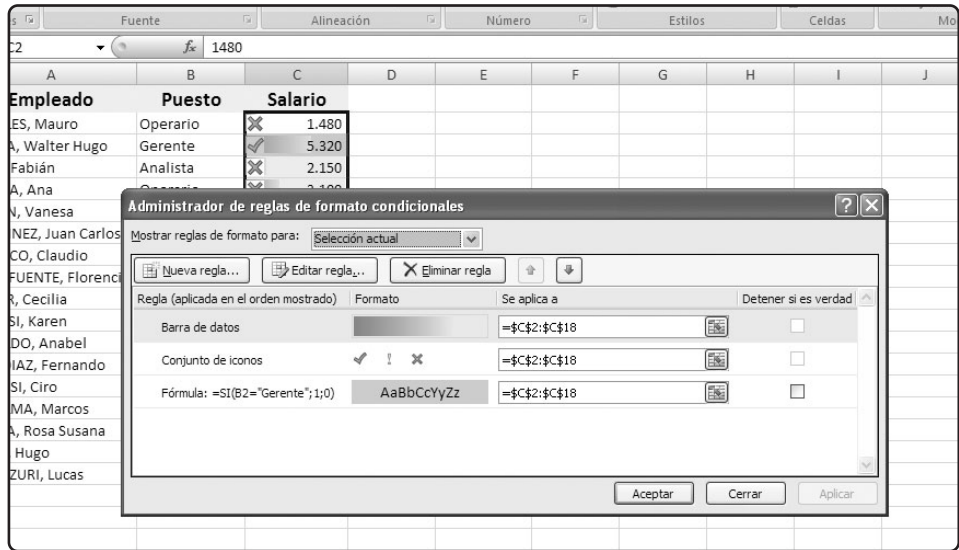 Fuente Alineación Número Estilos Celdas
fx 1480
A B C D E F G H I J
Empleado Puesto Salario
ES, Mauro Operario 1.480
A, Walter Hugo Gerente 5.320
Fabián Analista 2.150
A, Ana
N, Vanesa
NEZ, Juan Carlos
CO, Claudio
FUENTE, Florenci
R, Cecilia
SI, Karen
DO, Anabel
IAZ, Fernando
SI, Ciro
MA, Marcos
A, Rosa Susana
Hugo
ZURI, Lucas
Administrador de reglas de formato condicionales
Mostrar reglas de formato para: Selección actual
Nueva regla... Editar regla... Eliminar regla
Regla (aplicada en el orden mostrado) Formato Se aplica a Detener si es verdad
Barra de datos =$C$2:$C$18
Conjunto de iconos =$C$2:$C$18
Fórmula: =SI(B2="Gerente";1;0) AaBbCcYyZz =$C$2:$C$18
Aceptar Cerrar Aplicar